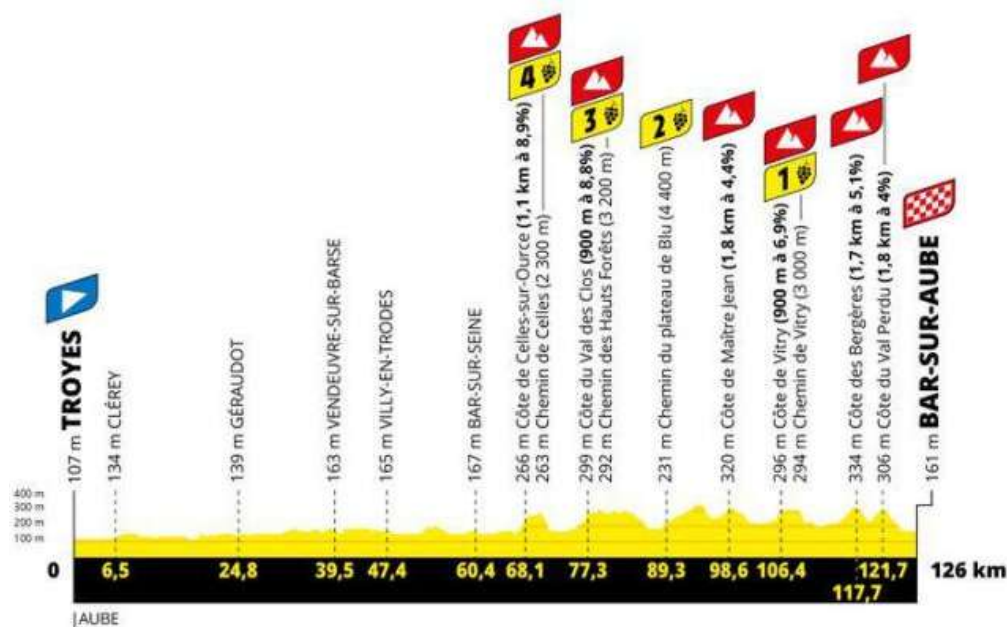 107 m TROYES
134 m CLÉREY
139 m GÉRAUDOT
163 m VENDEUVRE-SUR-BARSE
165 m VILLY-EN-TRODES
167 m BAR-SUR-SEINE
4
266 m Côte de Celles-sur-Ource (1,1 km à 8,9%)
263 m Chemin de Celles (2 300 m)
3
299 m Côte du Val des Clos (900 m à 8,8%)
292 m Chemin des Hauts Forêts (3 200 m)
2
231 m Chemin du plateau de Blu (4 400 m)
320 m Côte de Maître Jean (1,8 km à 4,4%)
1
296 m Côte de Vitry (900 m à 6,9%)
294 m Chemin de Vitry (3 000 m)
334 m Côte des Bergères (1,7 km à 5,1%)
306 m Côte du Val Perdu (1,8 km à 4%)
161 m BAR-SUR-AUBE
400 m
300 m
200 m
100 m
0 6,5 24,8 39,5 47,4 60,4 68,1 77,3 89,3 98,6 106,4 121,7 126 km
117,7
|AUBE